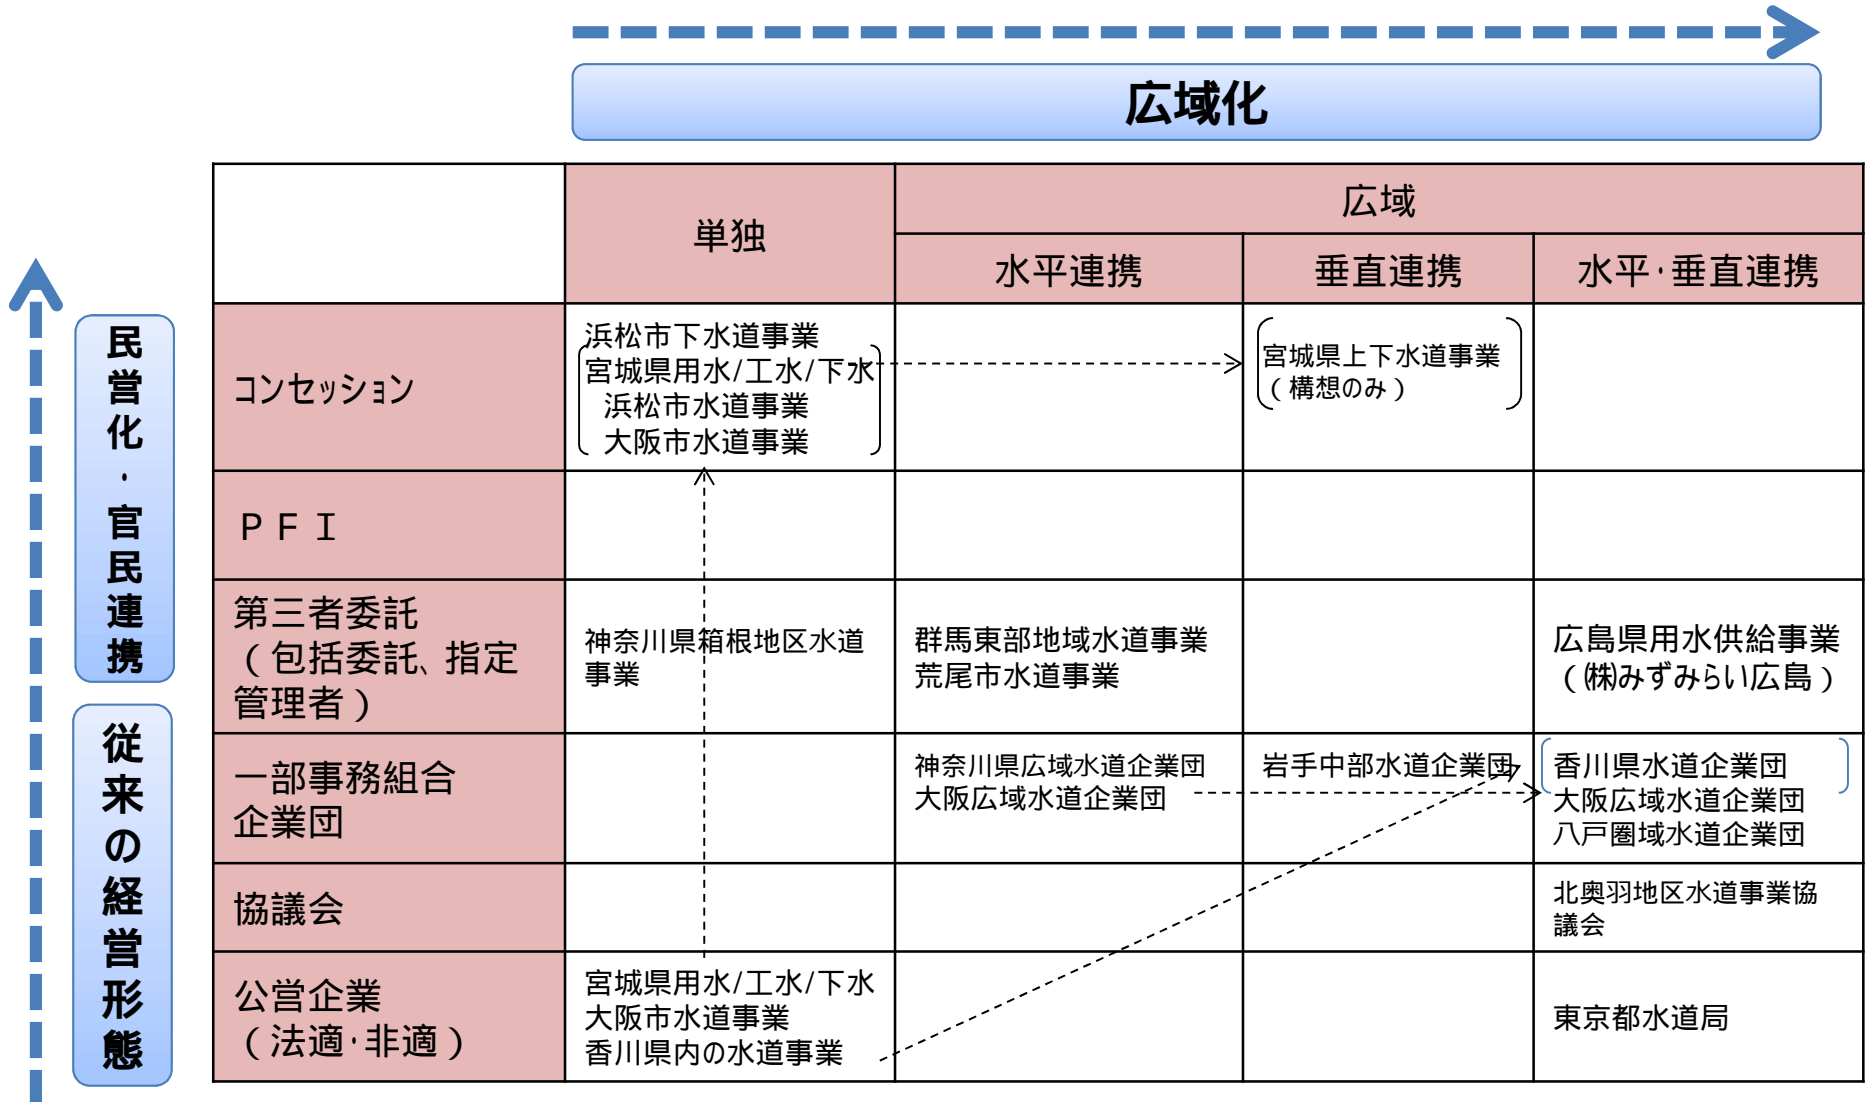 広域化
単独
広域
水平連携
垂直連携
水平・垂直連携
民営化・官民連携
従来の経営形態
コンセッション
浜松市下水道事業
宮城県用水/工水/下水
浜松市水道事業
大阪市水道事業
宮城県上下水道事業
（構想のみ）
ＰＦＩ
第三者委託
（包括委託、指定
管理者）
神奈川県箱根地区水道
事業
群馬東部地域水道事業
荒尾市水道事業
広島県用水供給事業
（㈱みずみらい広島）
一部事務組合
企業団
神奈川県広域水道企業団
大阪広域水道企業団
岩手中部水道企業団
香川県水道企業団
大阪広域水道企業団
八戸圏域水道企業団
協議会
北奥羽地区水道事業協
議会
公営企業
（法適・非適）
宮城県用水/工水/下水
大阪市水道事業
香川県内の水道事業
東京都水道局